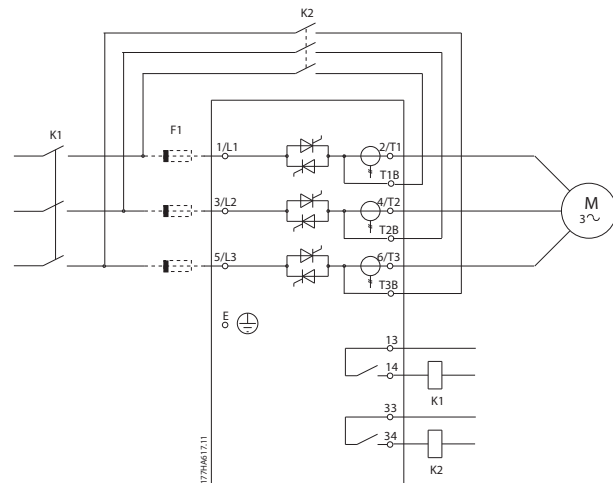 K2
K1
F1
1/L1
2/T1
T1B
3/L2
4/T2
T2B
5/L3
6/T3
T3B
M
3~
E
13
14
K1
33
34
K2
177HA617.11